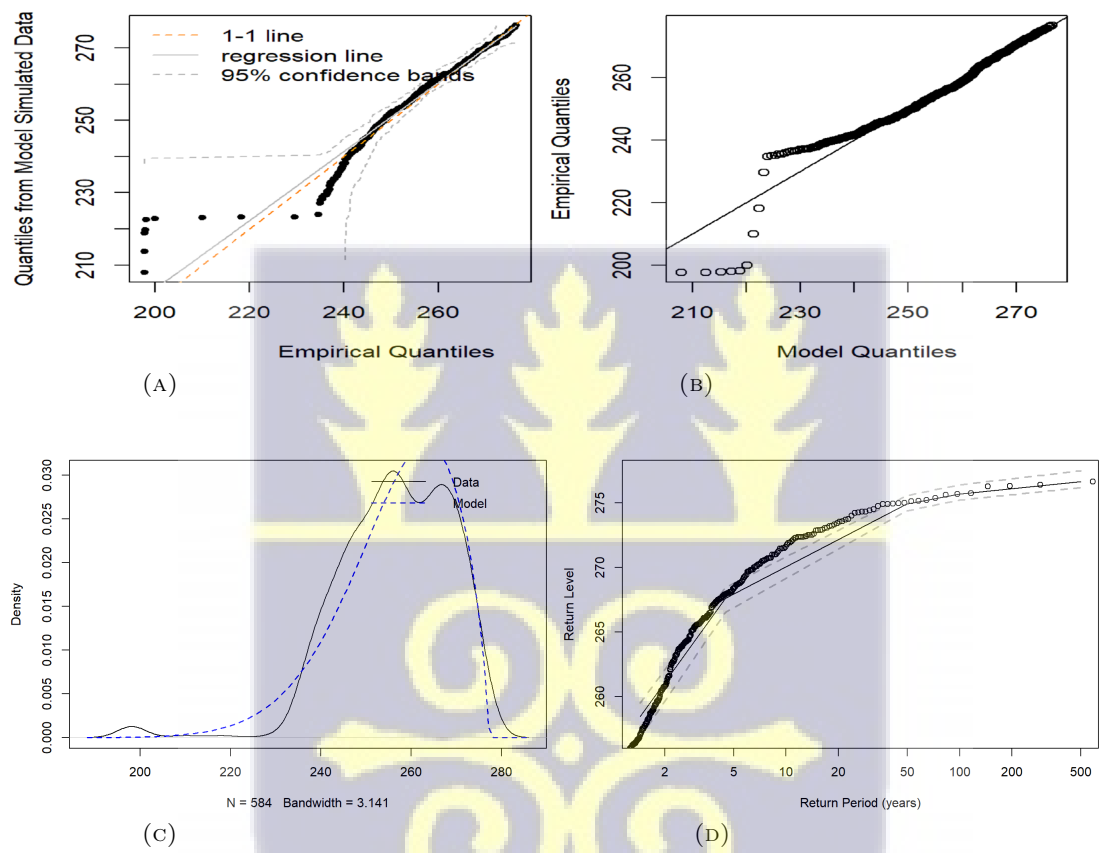 Quantiles from Model Simulated Data
270
250
230
210
1-1 line
regression line
95% confidence bands
200
220
240
260
Empirical Quantiles
(A)
Empirical Quantiles
260
240
220
200
210
230
250
270
Model Quantiles
(B)
Density
0.030
0.025
0.020
0.015
0.010
0.005
0.000
Data
Model
200
220
240
260
280
N = 584 Bandwidth = 3.141
(C)
Return Level
275
270
265
260
2
5
10
20
50
100
200
500
Return Period (years)
(D)